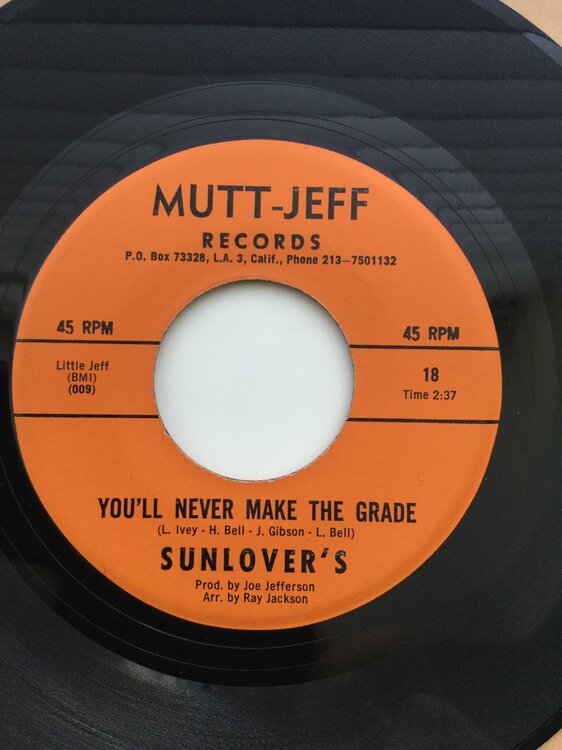 MUTT-JEFF
RECORDS
P.O. Box 73328, L.A. 3, Calif., Phone 213—7501132
45 RPM
45 RPM
Little Jeff
(BMI)
(009)
18
Time 2:37
YOU'LL NEVER MAKE THE GRADE
(L. Ivey - H. Bell - J. Gibson - L. Bell)
SUNLOVER'S
Prod. by Joe Jefferson
Arr. by Ray Jackson